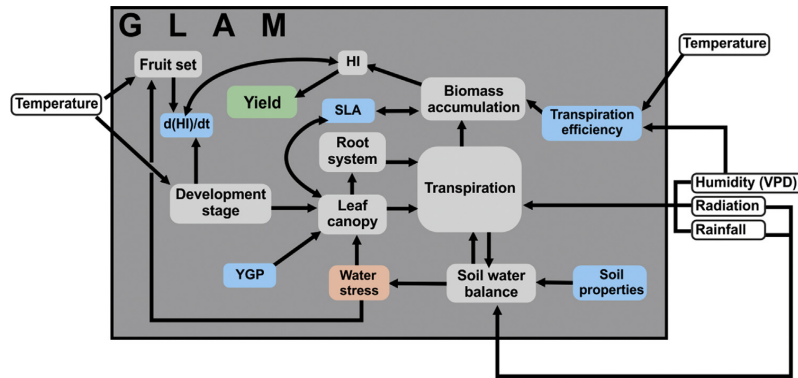 G L A M
Temperature
Fruit set
HI
Biomass
accumulation
Yield
SLA
Transpiration
efficiency
Temperature
d(HI)/dt
Root
system
Transpiration
Humidity (VPD)
Development
stage
Leaf
canopy
Radiation
Rainfall
YGP
Water
stress
Soil water
balance
Soil
properties